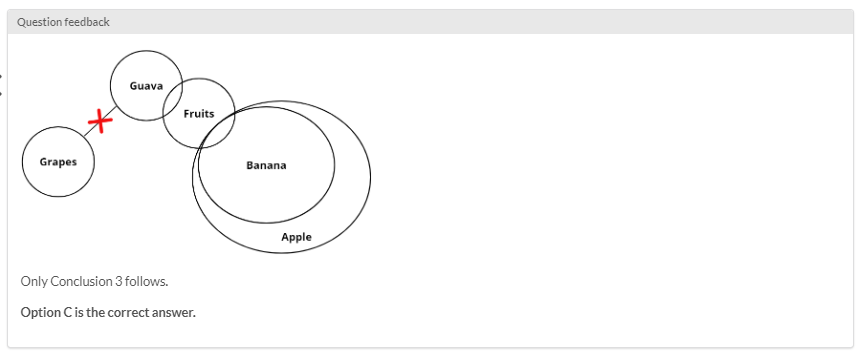 Question feedback
Guava
Fruits
Grapes
Banana
Apple
Only Conclusion 3 follows.
Option C is the correct answer.